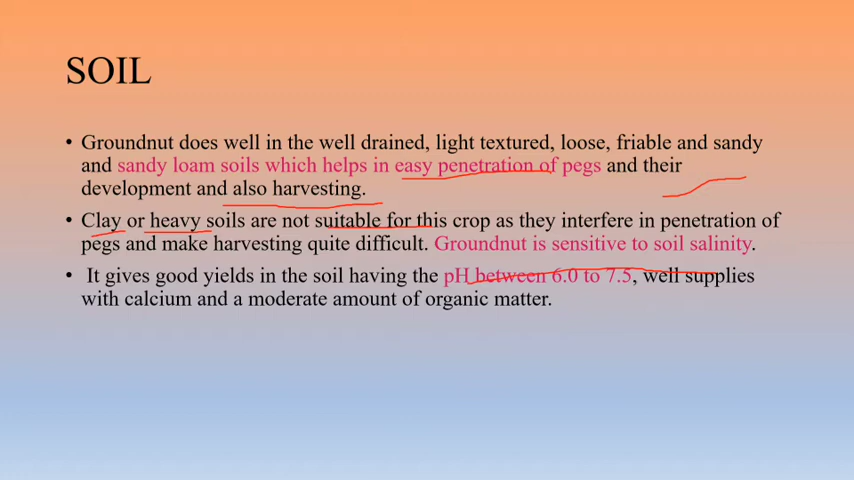 SOIL
• Groundnut does well in the well drained, light textured, loose, friable and sandy
and sandy loam soils which helps in easy penetration of pegs and their
development and also harvesting.
• Clay or heavy soils are not suitable for this crop as they interfere in penetration of
pegs and make harvesting quite difficult. Groundnut is sensitive to soil salinity.
• It gives good yields in the soil having the pH between 6.0 to 7.5, well supplies
with calcium and a moderate amount of organic matter.